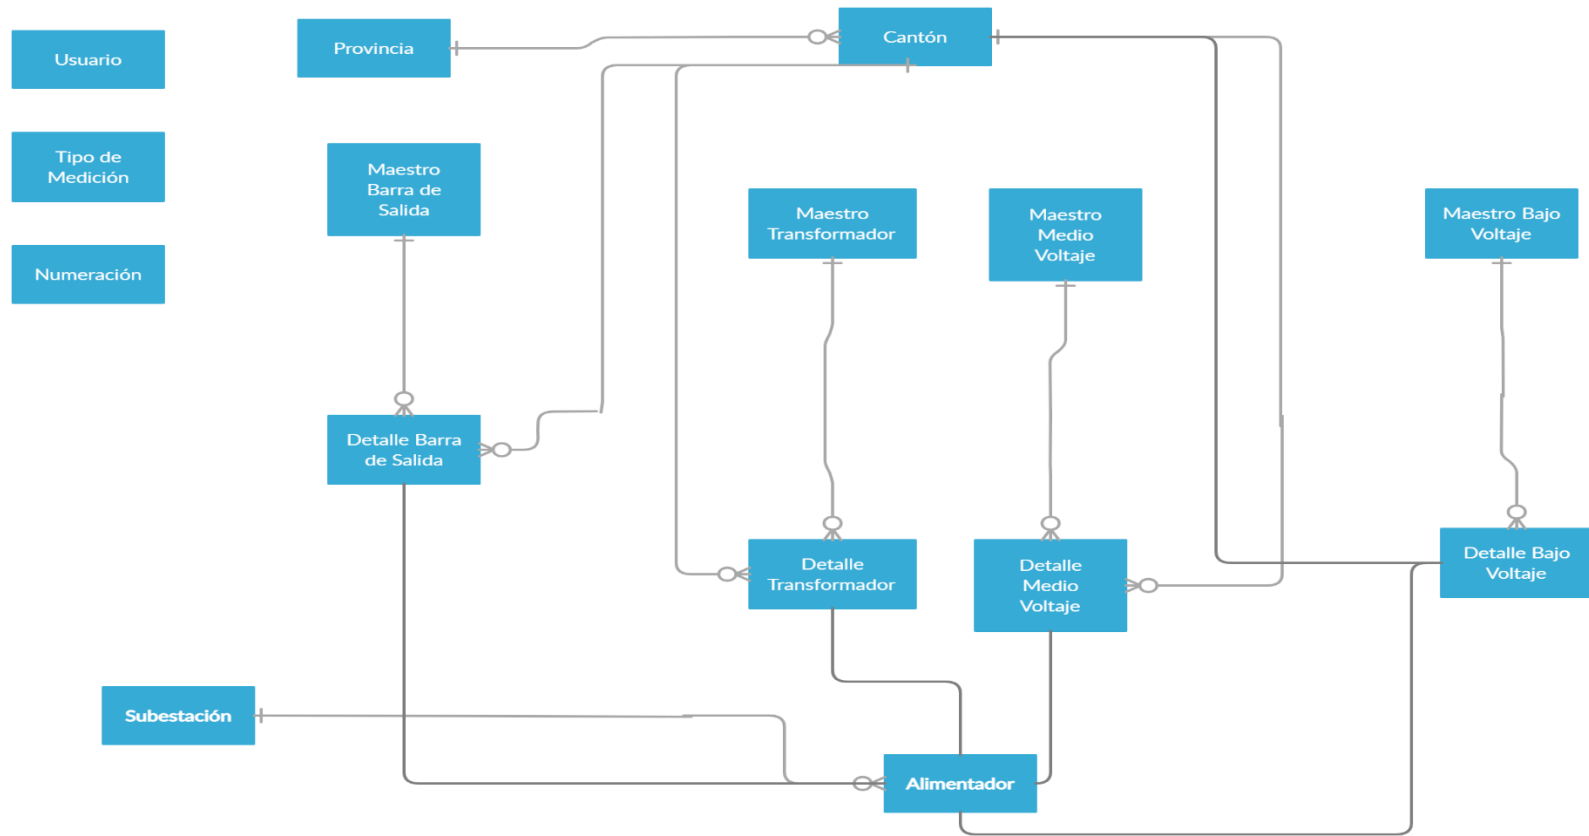 Usuario
Provincia
Cantón
Tipo de
Medición
Maestro
Barra de
Salida
Maestro
Transformador
Maestro
Medio
Voltaje
Maestro Bajo
Voltaje
Numeración
Detalle Barra
de Salida
Detalle
Transformador
Detalle
Medio
Voltaje
Detalle Bajo
Voltaje
Subestación
Alimentador